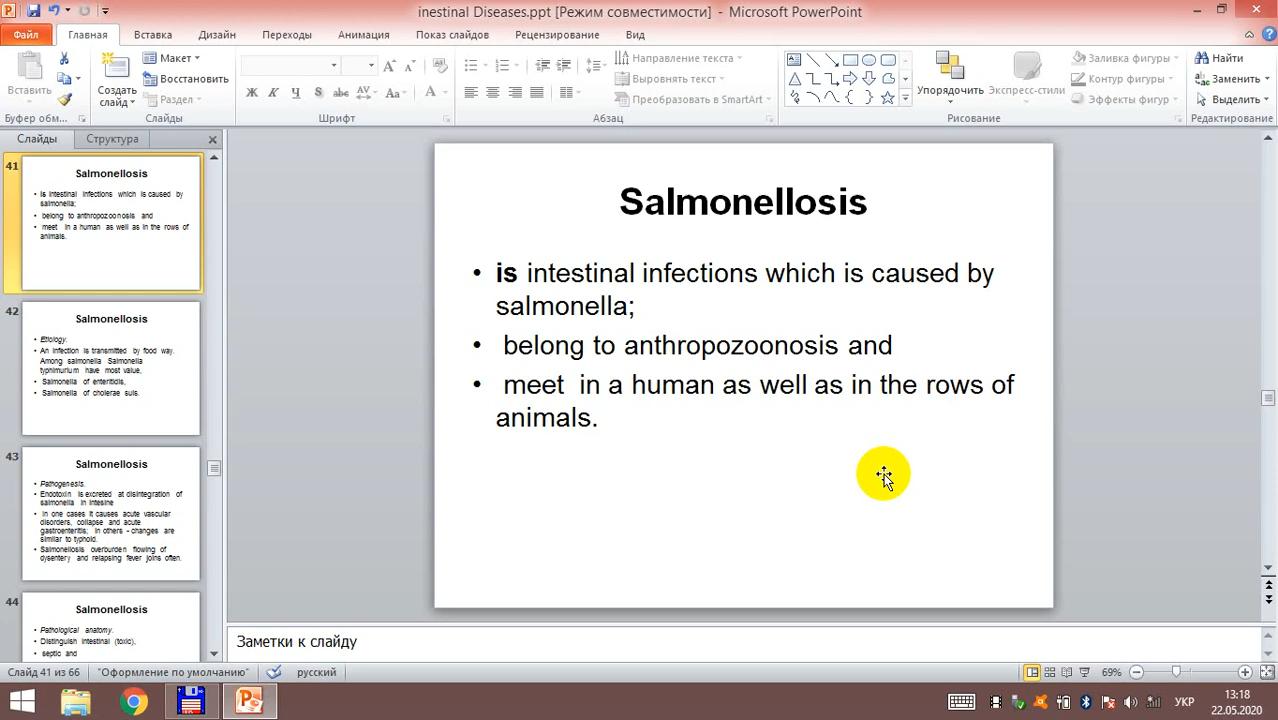 inestinal Diseases.ppt [Режим совместимости] - Microsoft PowerPoint
Файл Главная Вставка Дизайн Переходы Анимация Показ слайдов Рецензирование Вид
Вставить
Буфер обм...
Создать слайд
Макет
Восстановить
Раздел
Слайды
Ж К Ч S abc AV Aa A
Шрифт
Направление текста
Выровнять текст
Преобразовать в SmartArt
Абзац
Упорядочить
Экспресс-стили
Заливка фигуры
Контур фигуры
Эффекты фигур
Рисование
Найти
Заменить
Выделить
Редактирование
Слайды Структура
41
Salmonellosis
• is intestinal infections which is caused by
salmonella;
• belong to anthropozoonosis and
• meet in a human as well as in the rows of
animals.
42
Salmonellosis
• Etiology.
• An infection is transmitted by food way.
Among salmonella Salmonella
typhimurium have most value,
• Salmonella of enteritidis,
• Salmonella of cholerae suis.
43
Salmonellosis
• Pathogenesis.
• Endotoxin is excreted at disintegration of
salmonella in intesine
• in one cases it causes acute vascular
disorders, collapse and acute
gastroenteritis; in others - changes are
similar to typhoid.
• Salmonellosis overburden flowing of
dysentery and relapsing fever joins often.
44
Salmonellosis
• Pathological anatomy.
• Distinguish intestinal (toxic),
• septic and
Salmonellosis
• is intestinal infections which is caused by
salmonella;
• belong to anthropozoonosis and
• meet in a human as well as in the rows of
animals.
Заметки к слайду
Слайд 41 из 66 "Оформление по умолчанию" русский 69%
УКР
13:18
22.05.2020